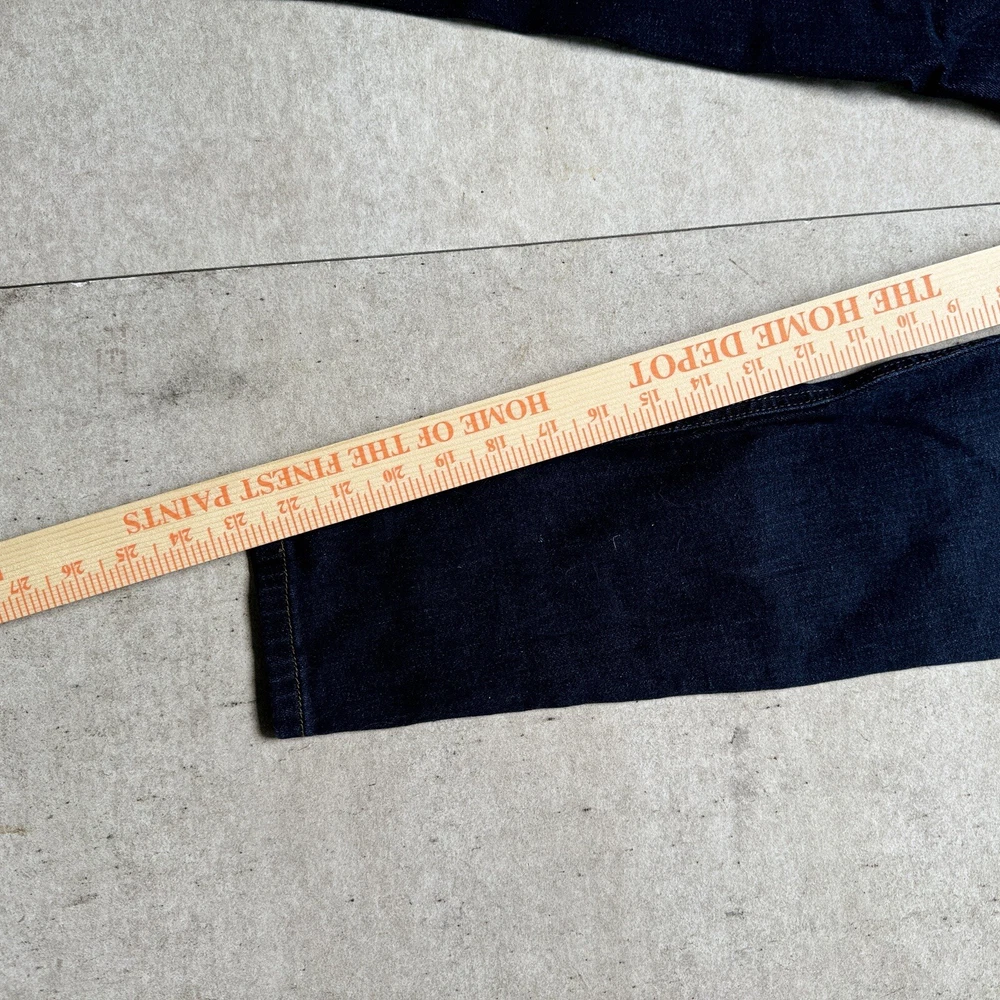 THE HOME DEPOT HOME OF THE FINEST PAINTS
9 10 11 12 13 14 15 16 17 18 19 20 21 22 23 24 25 26 27